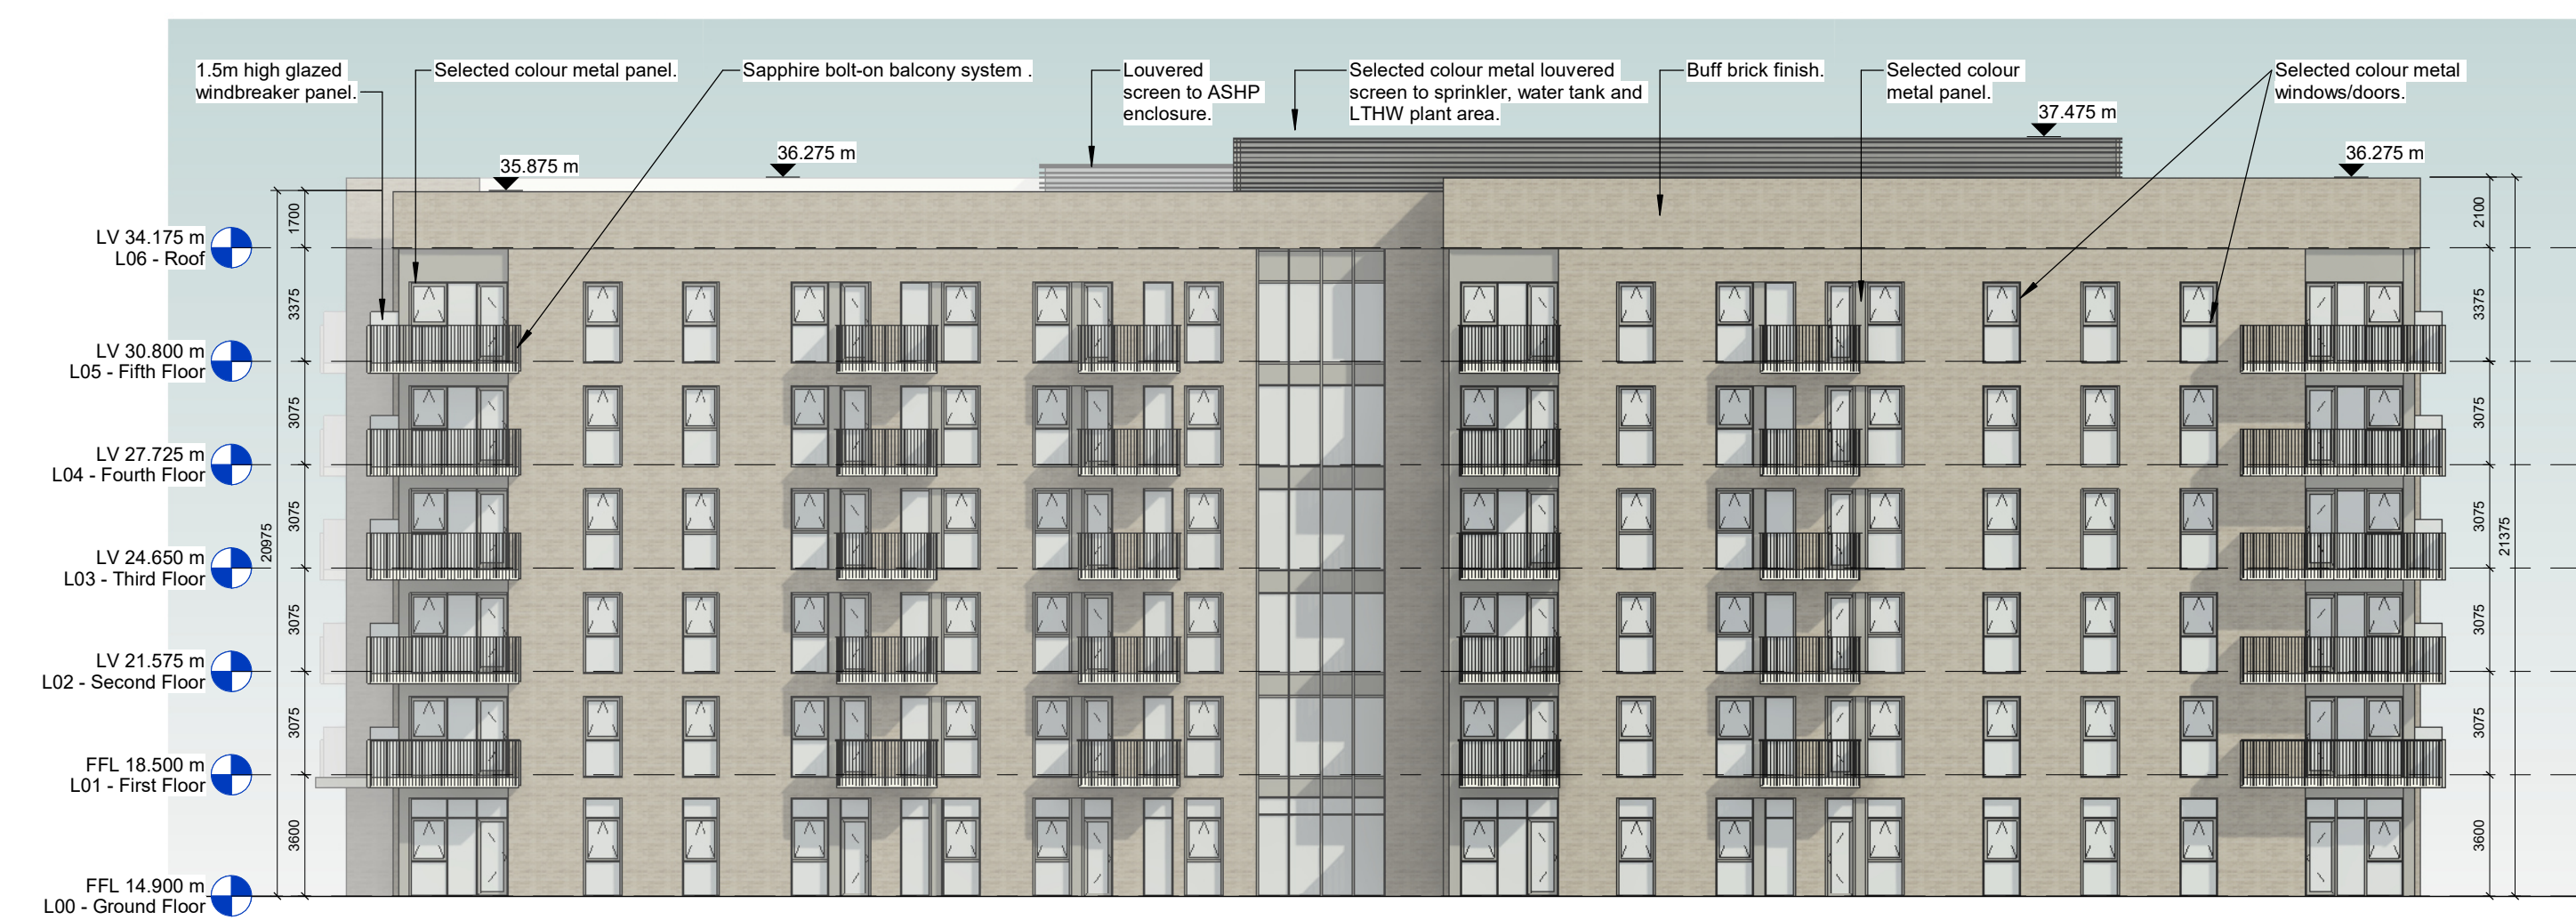 1.5m high glazed
windbreaker panel.
Selected colour metal panel.
Sapphire bolt-on balcony system .
Louvered
screen to ASHP
enclosure.
Selected colour metal louvered
screen to sprinkler, water tank and
LTHW plant area.
Buff brick finish.
Selected colour
metal panel.
Selected colour metal
windows/doors.
35.875 m
36.275 m
37.475 m
36.275 m
LV 34.175 m
L06 - Roof
LV 30.800 m
L05 - Fifth Floor
LV 27.725 m
L04 - Fourth Floor
LV 24.650 m
L03 - Third Floor
LV 21.575 m
L02 - Second Floor
FFL 18.500 m
L01 - First Floor
FFL 14.900 m
L00 - Ground Floor
20975
1700
3375
3075
3075
3075
3075
3600
2100
3375
3075
3075
3075
3075
3600
21375